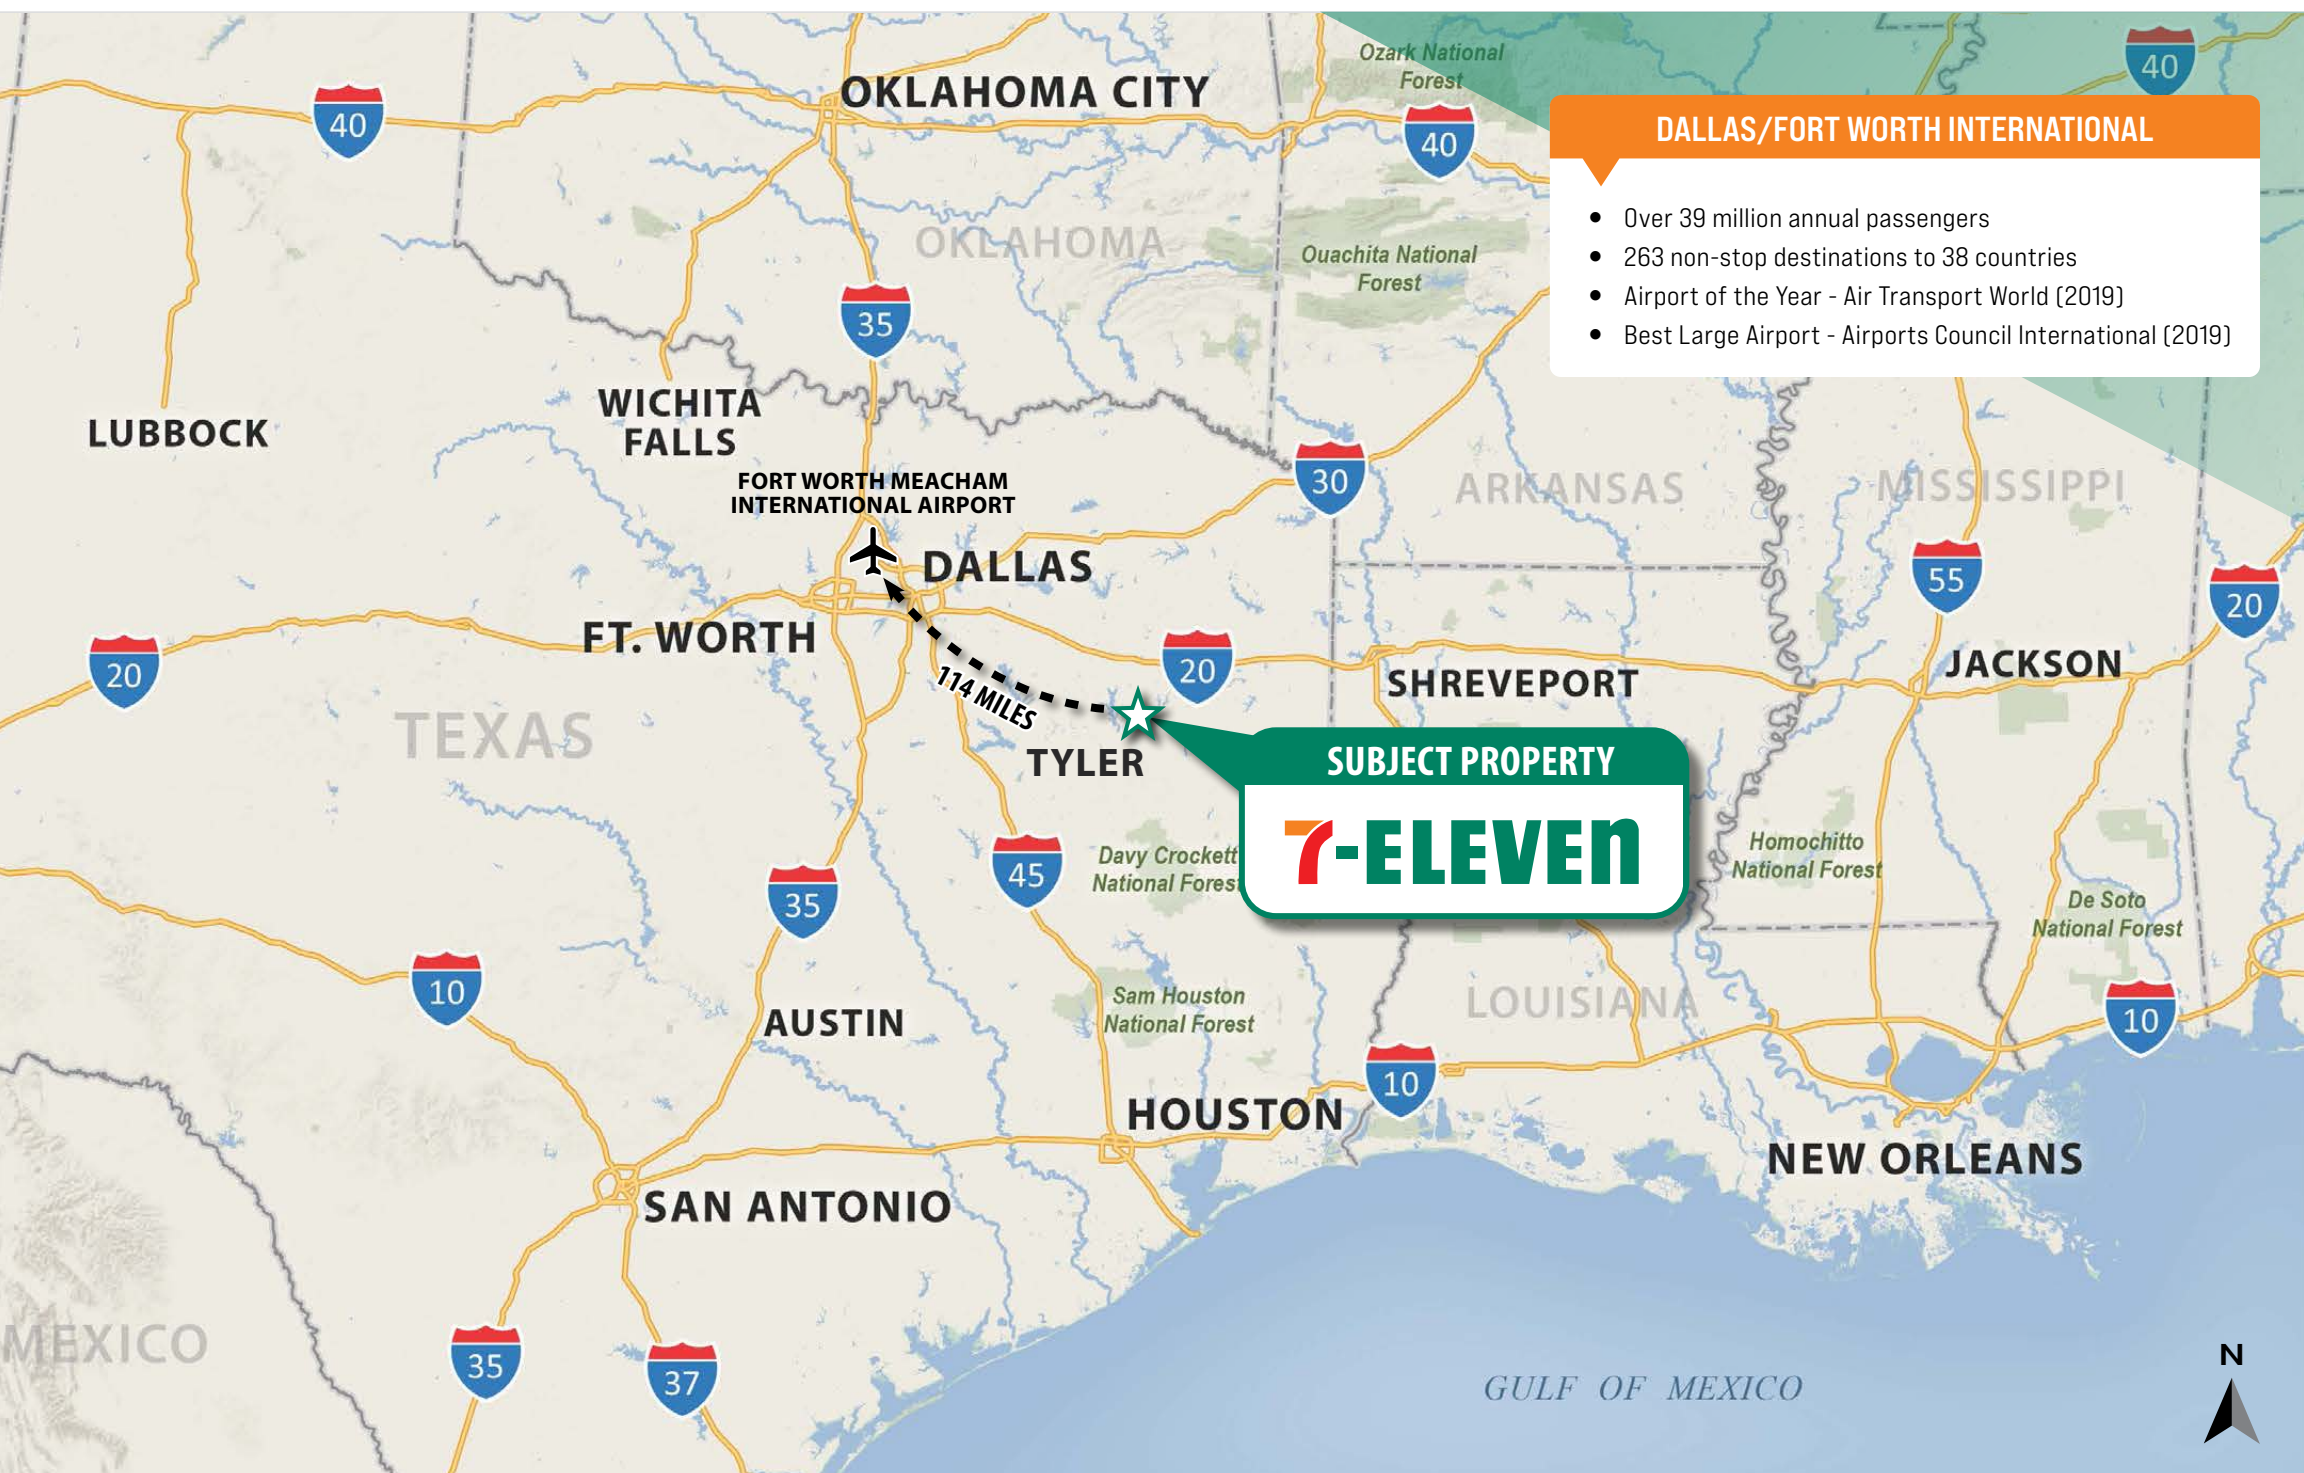 Ozark National
Forest
40
OKLAHOMA CITY
40
40
DALLAS/FORT WORTH INTERNATIONAL
• Over 39 million annual passengers
• 263 non-stop destinations to 38 countries
• Airport of the Year - Air Transport World (2019)
• Best Large Airport - Airports Council International (2019)
OKLAHOMA
Ouachita National
Forest
35
WICHITA
FALLS
LUBBOCK
FORT WORTH MEACHAM
INTERNATIONAL AIRPORT
30
ARKANSAS
MISSISSIPPI
DALLAS
55
20
FT. WORTH
20
20
114 MILES
SHREVEPORT
JACKSON
TEXAS
TYLER
SUBJECT PROPERTY
7-ELEVEn
Davy Crockett
National Forest
45
35
Homochitto
National Forest
De Soto
National Forest
10
AUSTIN
Sam Houston
National Forest
LOUISIANA
10
10
HOUSTON
NEW ORLEANS
SAN ANTONIO
MEXICO
35
37
GULF OF MEXICO
N